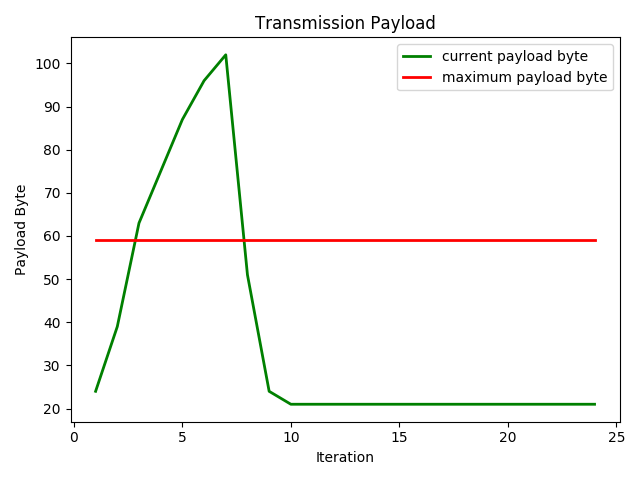 Transmission Payload
current payload byte
maximum payload byte
100
90
80
70
60
50
40
30
20
Payload Byte
0 5 10 15 20 25
Iteration